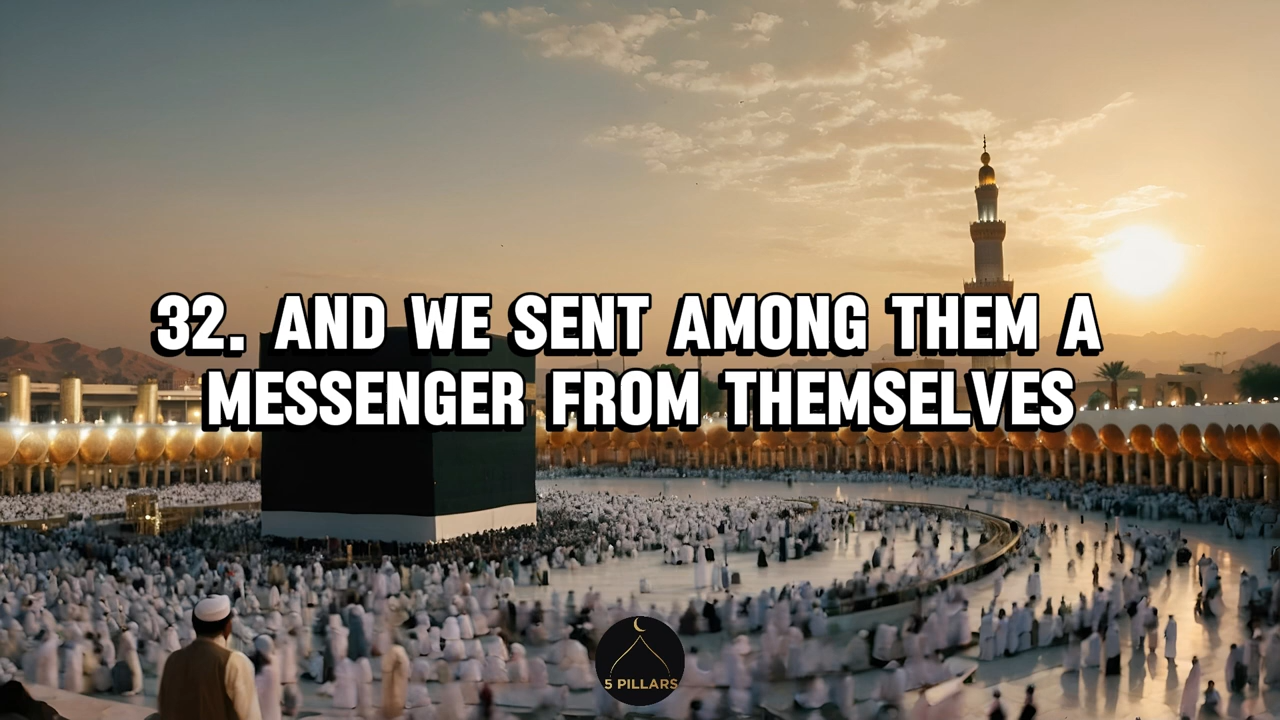 32. AND WE SENT AMONG THEM A
MESSENGER FROM THEMSELVES
5 PILLARS